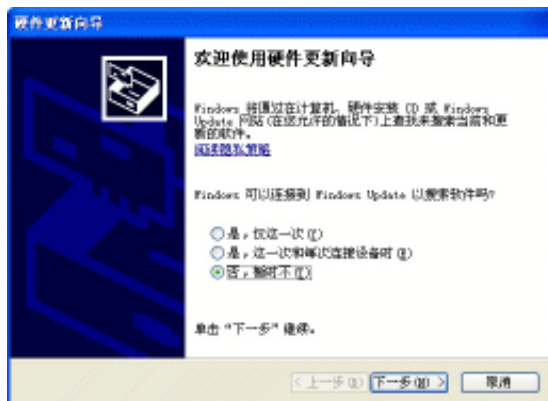 硬件更新向导
欢迎使用硬件更新向导
Windows 将通过在计算机、硬件安装 CD 或 Windows
Update 网站(在您允许的情况下)上查找来搜索当前和更
新的软件。
阅读隐私策略
Windows 可以连接到 Windows Update 以搜索软件吗?
是，仅这一次(Y)
是，这一次和每次连接设备时(E)
否，暂时不(T)
单击“下一步”继续。
<上一步(B) 下一步(N)> 取消